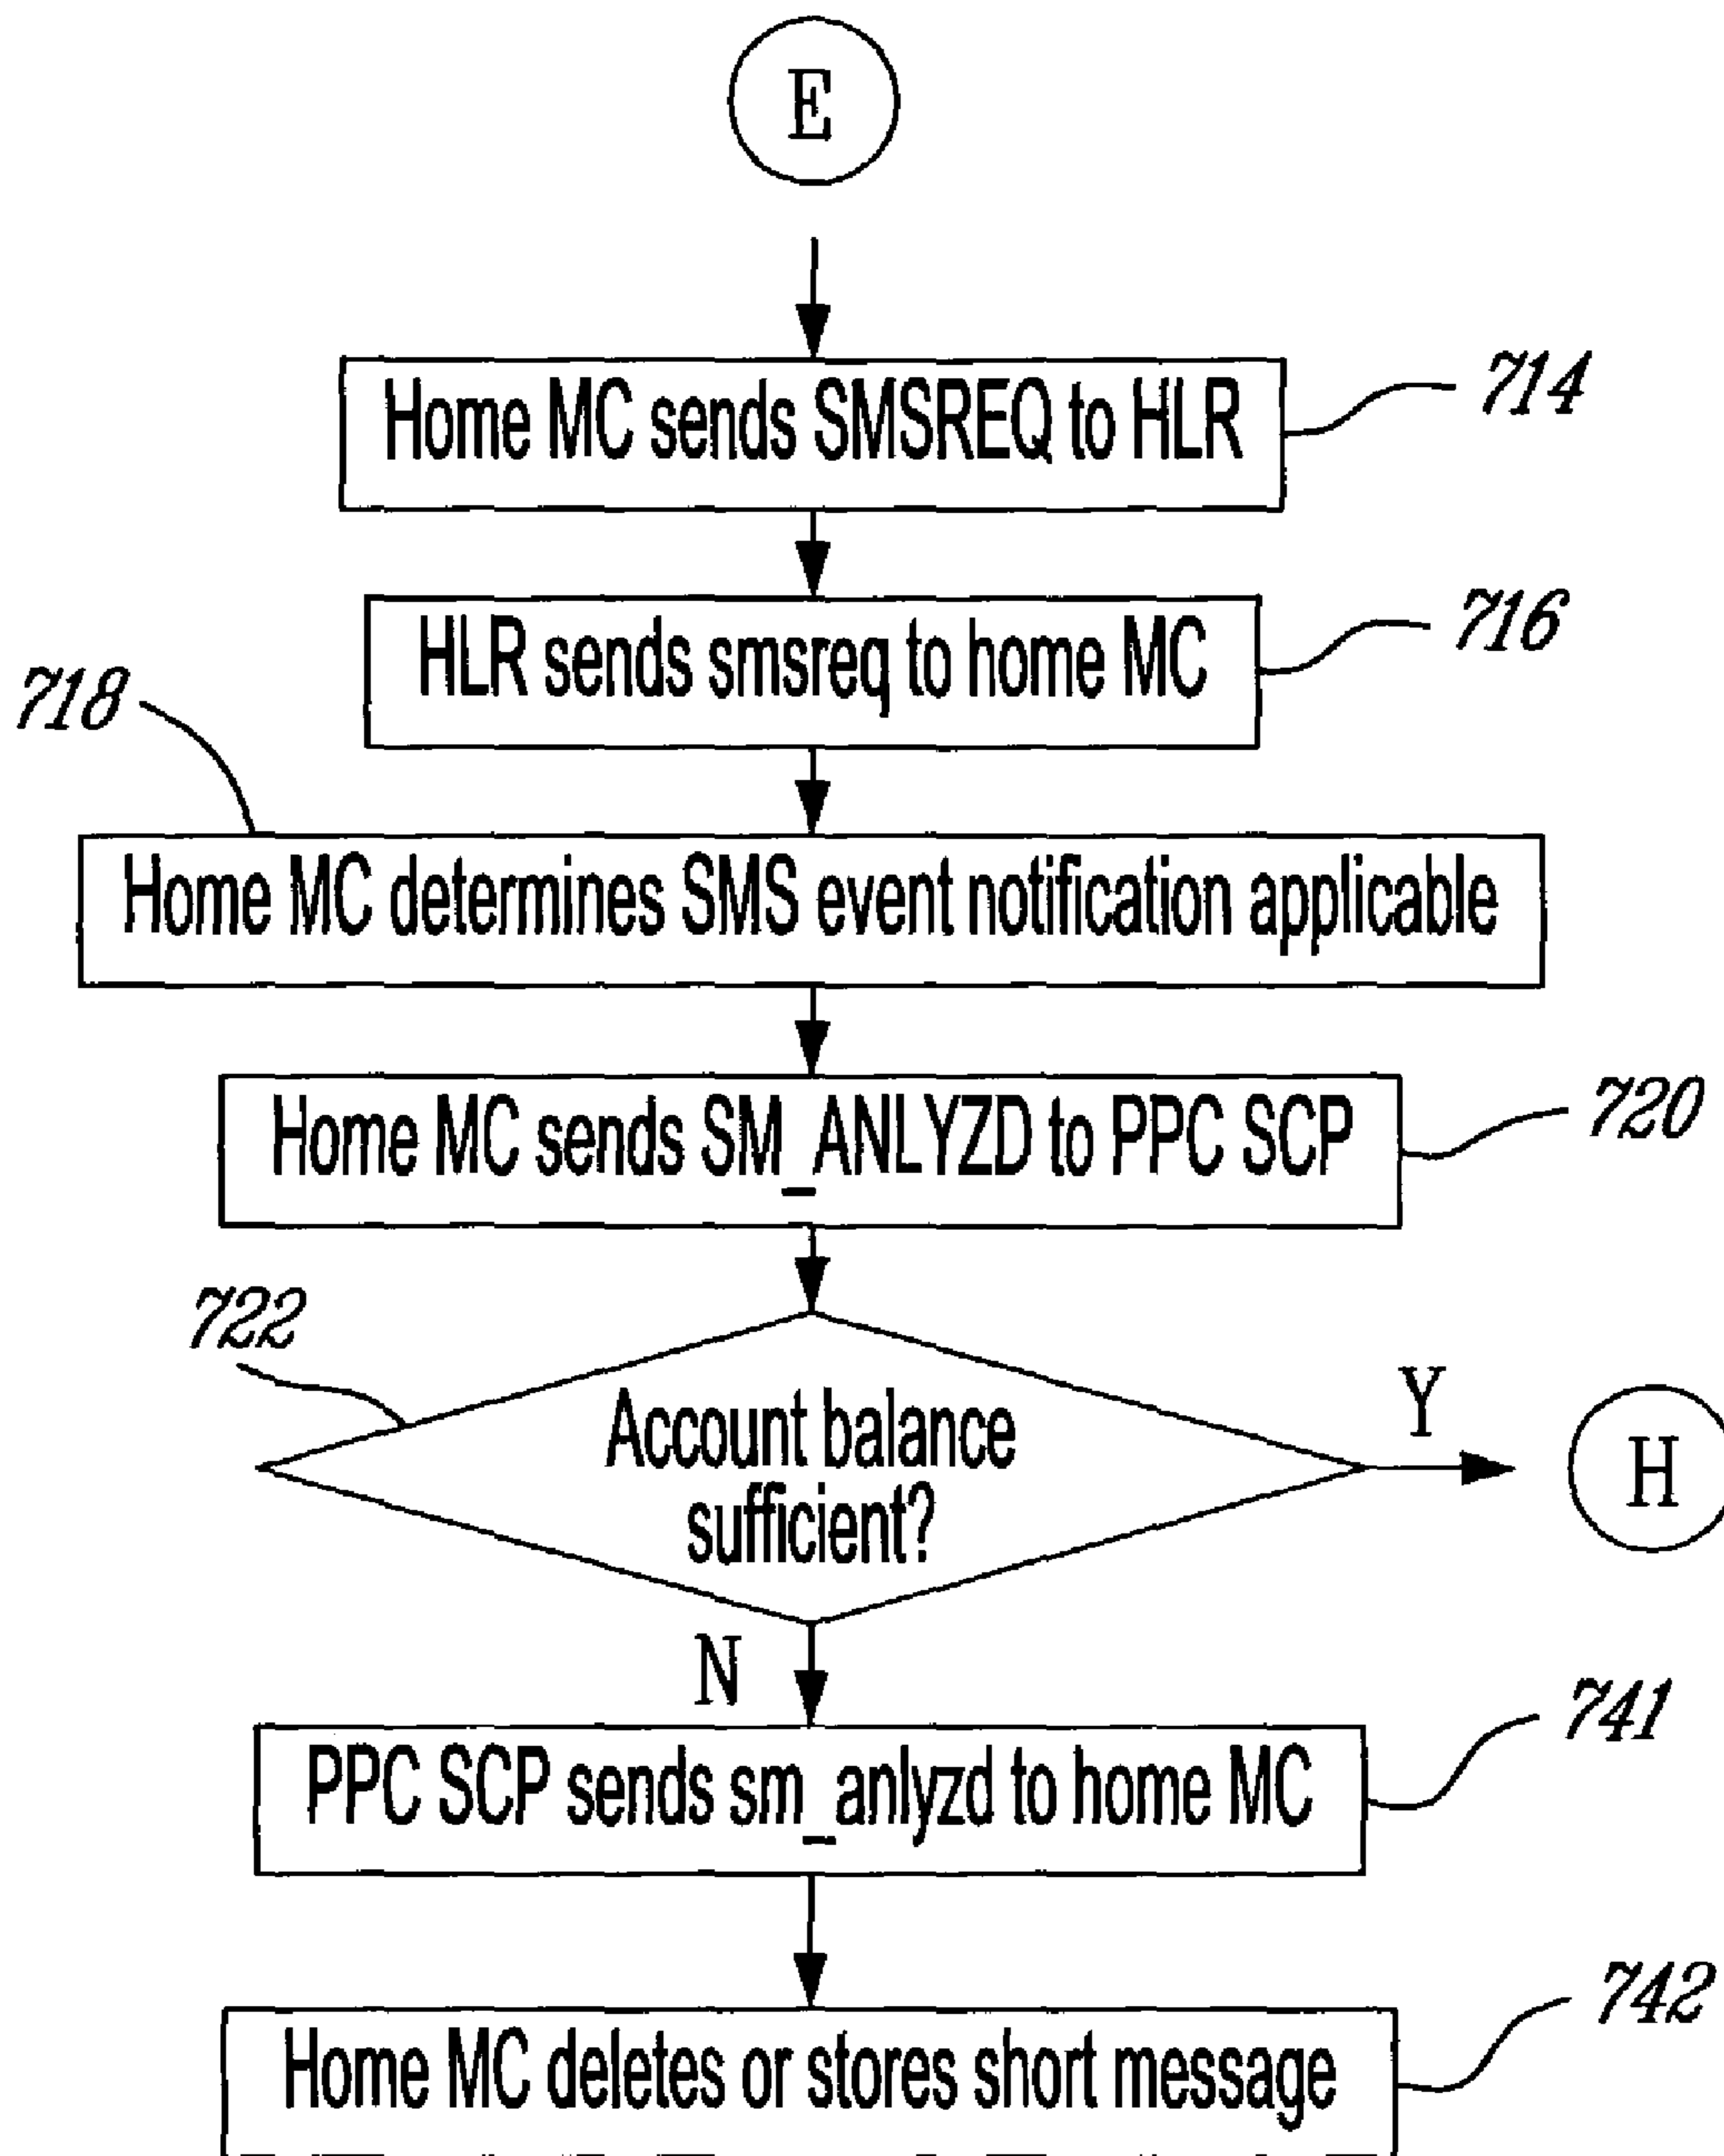 E
Home MC sends SMSREQ to HLR
714
HLR sends smsreq to home MC
716
718
Home MC determines SMS event notification applicable
Home MC sends SM_ANLYZD to PPC SCP
720
722
Account balance
sufficient?
Y
H
N
PPC SCP sends sm_anlyzd to home MC
741
Home MC deletes or stores short message
742